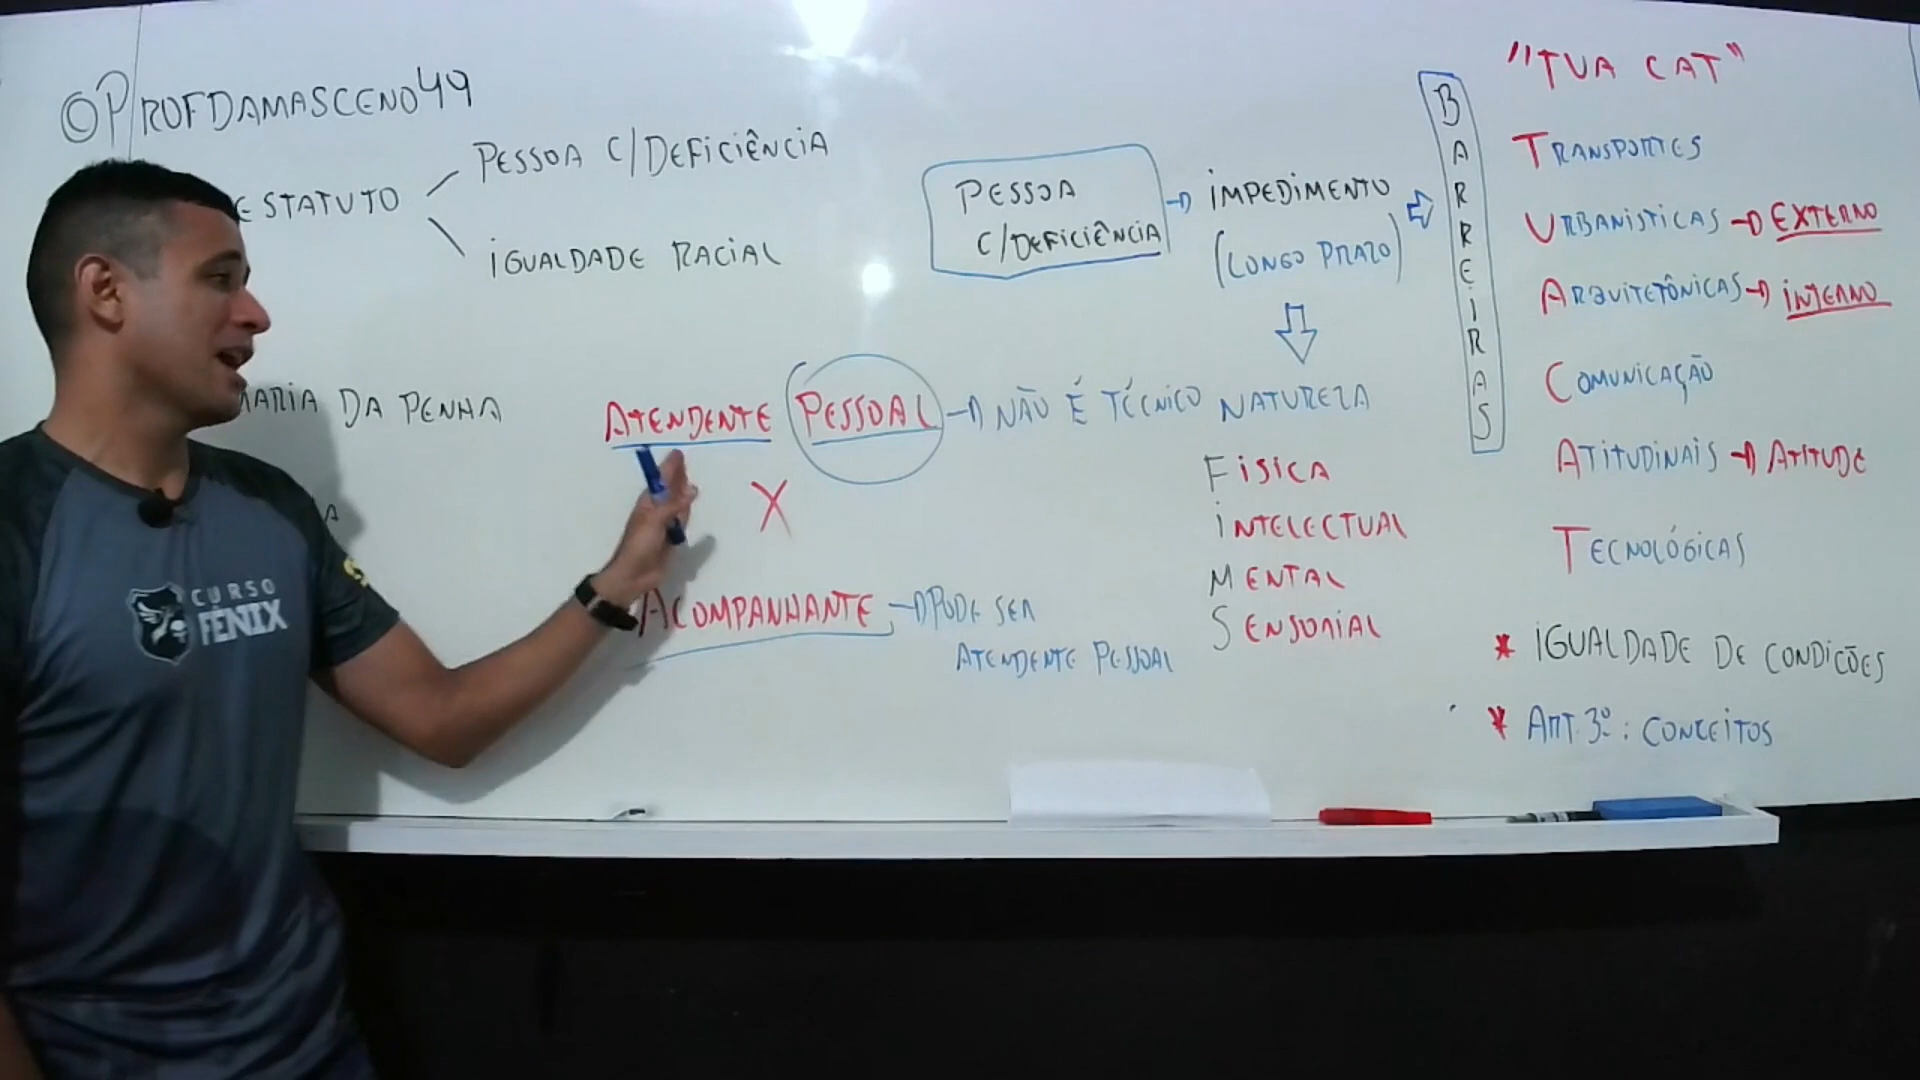 @PROFDAMASCENO49
ESTATUTO
PESSOA C/DEFICIÊNCIA
IGUALDADE RACIAL
MARIA DA PENHA
A
CURSO
FÊNIX
ATENDENTE PESSOAL → NÃO É TÉCNICO
X
ACOMPANHANTE → PODE SER
ATENDENTE PESSOAL
PESSOA
C/DEFICIÊNCIA
→ IMPEDIMENTO
(LONGO PRAZO)
NATUREZA
FÍSICA
INTELECTUAL
MENTAL
SENSORIAL
BARREIRAS
"TUA CAT"
TRANSPORTES
URBANISTICAS → EXTERNO
ARQUITETÔNICAS → INTERNO
COMUNICAÇÃO
ATITUDINAIS → ATITUDE
TECNOLÓGICAS
* IGUALDADE DE CONDIÇÕES
* ART. 3º: CONCEITOS